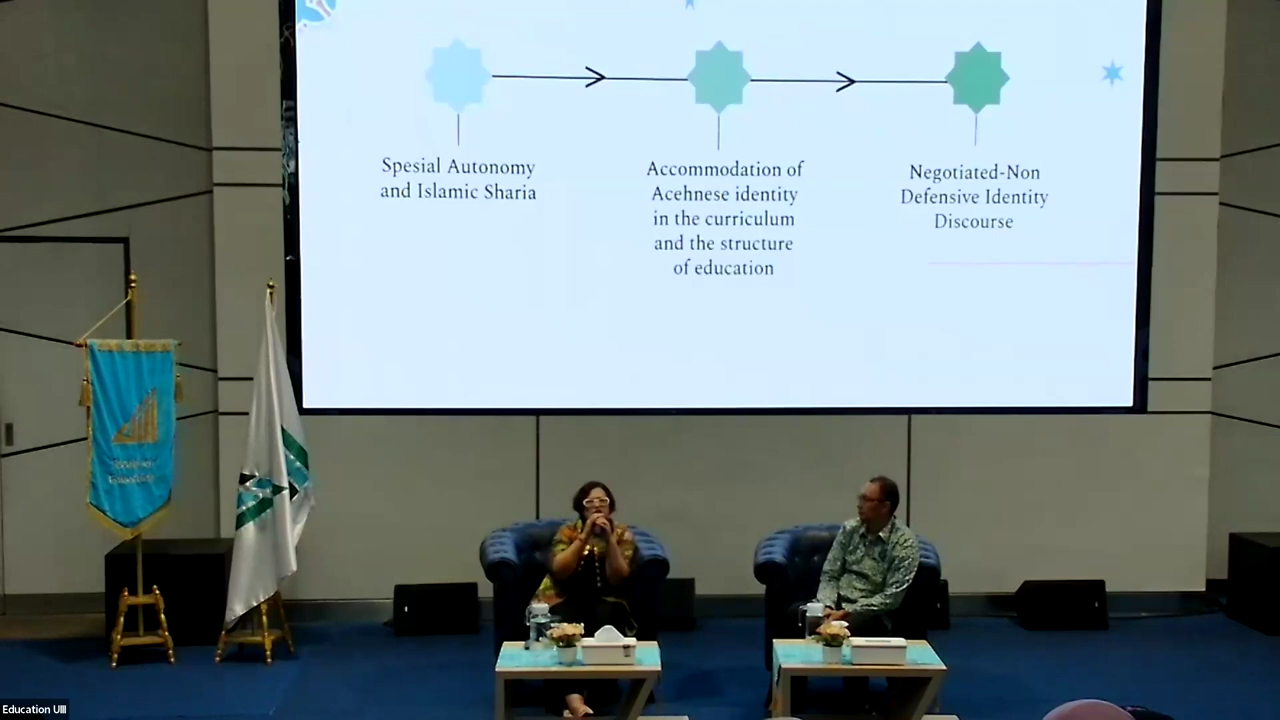 Spesial Autonomy
and Islamic Sharia
Accommodation of
Acehnese identity
in the curriculum
and the structure
of education
Negotiated-Non
Defensive Identity
Discourse
Education UIII